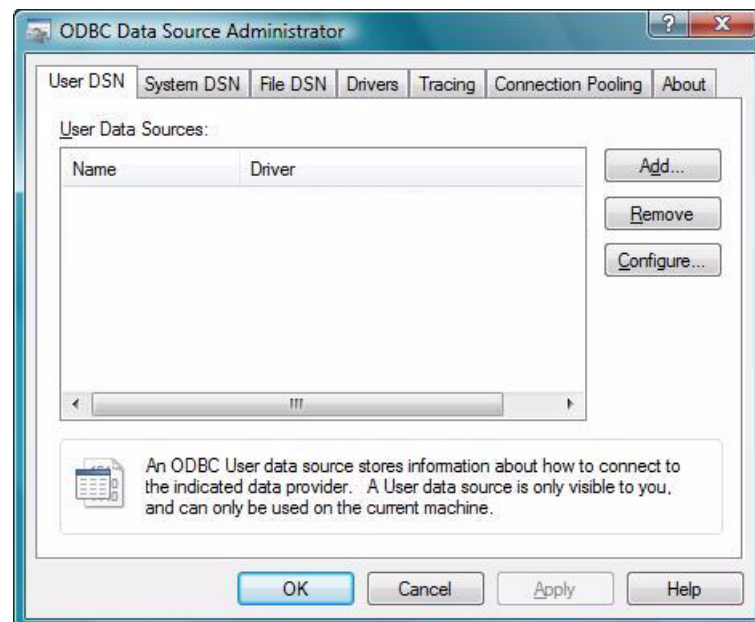 ODBC Data Source Administrator
User DSN System DSN File DSN Drivers Tracing Connection Pooling About
User Data Sources:
Name Driver
Add...
Remove
Configure...
An ODBC User data source stores information about how to connect to
the indicated data provider. A User data source is only visible to you,
and can only be used on the current machine.
OK Cancel Apply Help